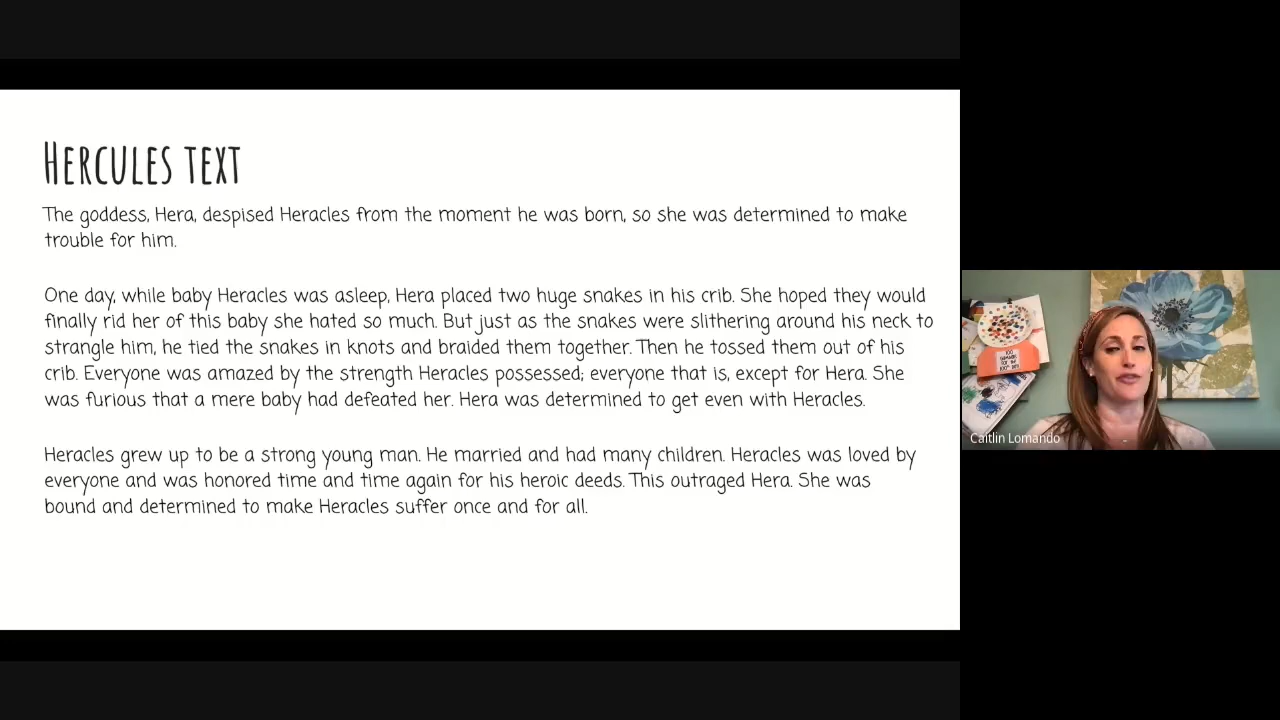 HERCULES TEXT
The goddess, Hera, despised Heracles from the moment he was born, so she was determined to make
trouble for him.
One day, while baby Heracles was asleep, Hera placed two huge snakes in his crib. She hoped they would
finally rid her of this baby she hated so much. But just as the snakes were slithering around his neck to
strangle him, he tied the snakes in knots and braided them together. Then he tossed them out of his
crib. Everyone was amazed by the strength Heracles possessed; everyone that is, except for Hera. She
was furious that a mere baby had defeated her. Hera was determined to get even with Heracles.
Heracles grew up to be a strong young man. He married and had many children. Heracles was loved by
everyone and was honored time and time again for his heroic deeds. This outraged Hera. She was
bound and determined to make Heracles suffer once and for all.
Caitlin Lomando